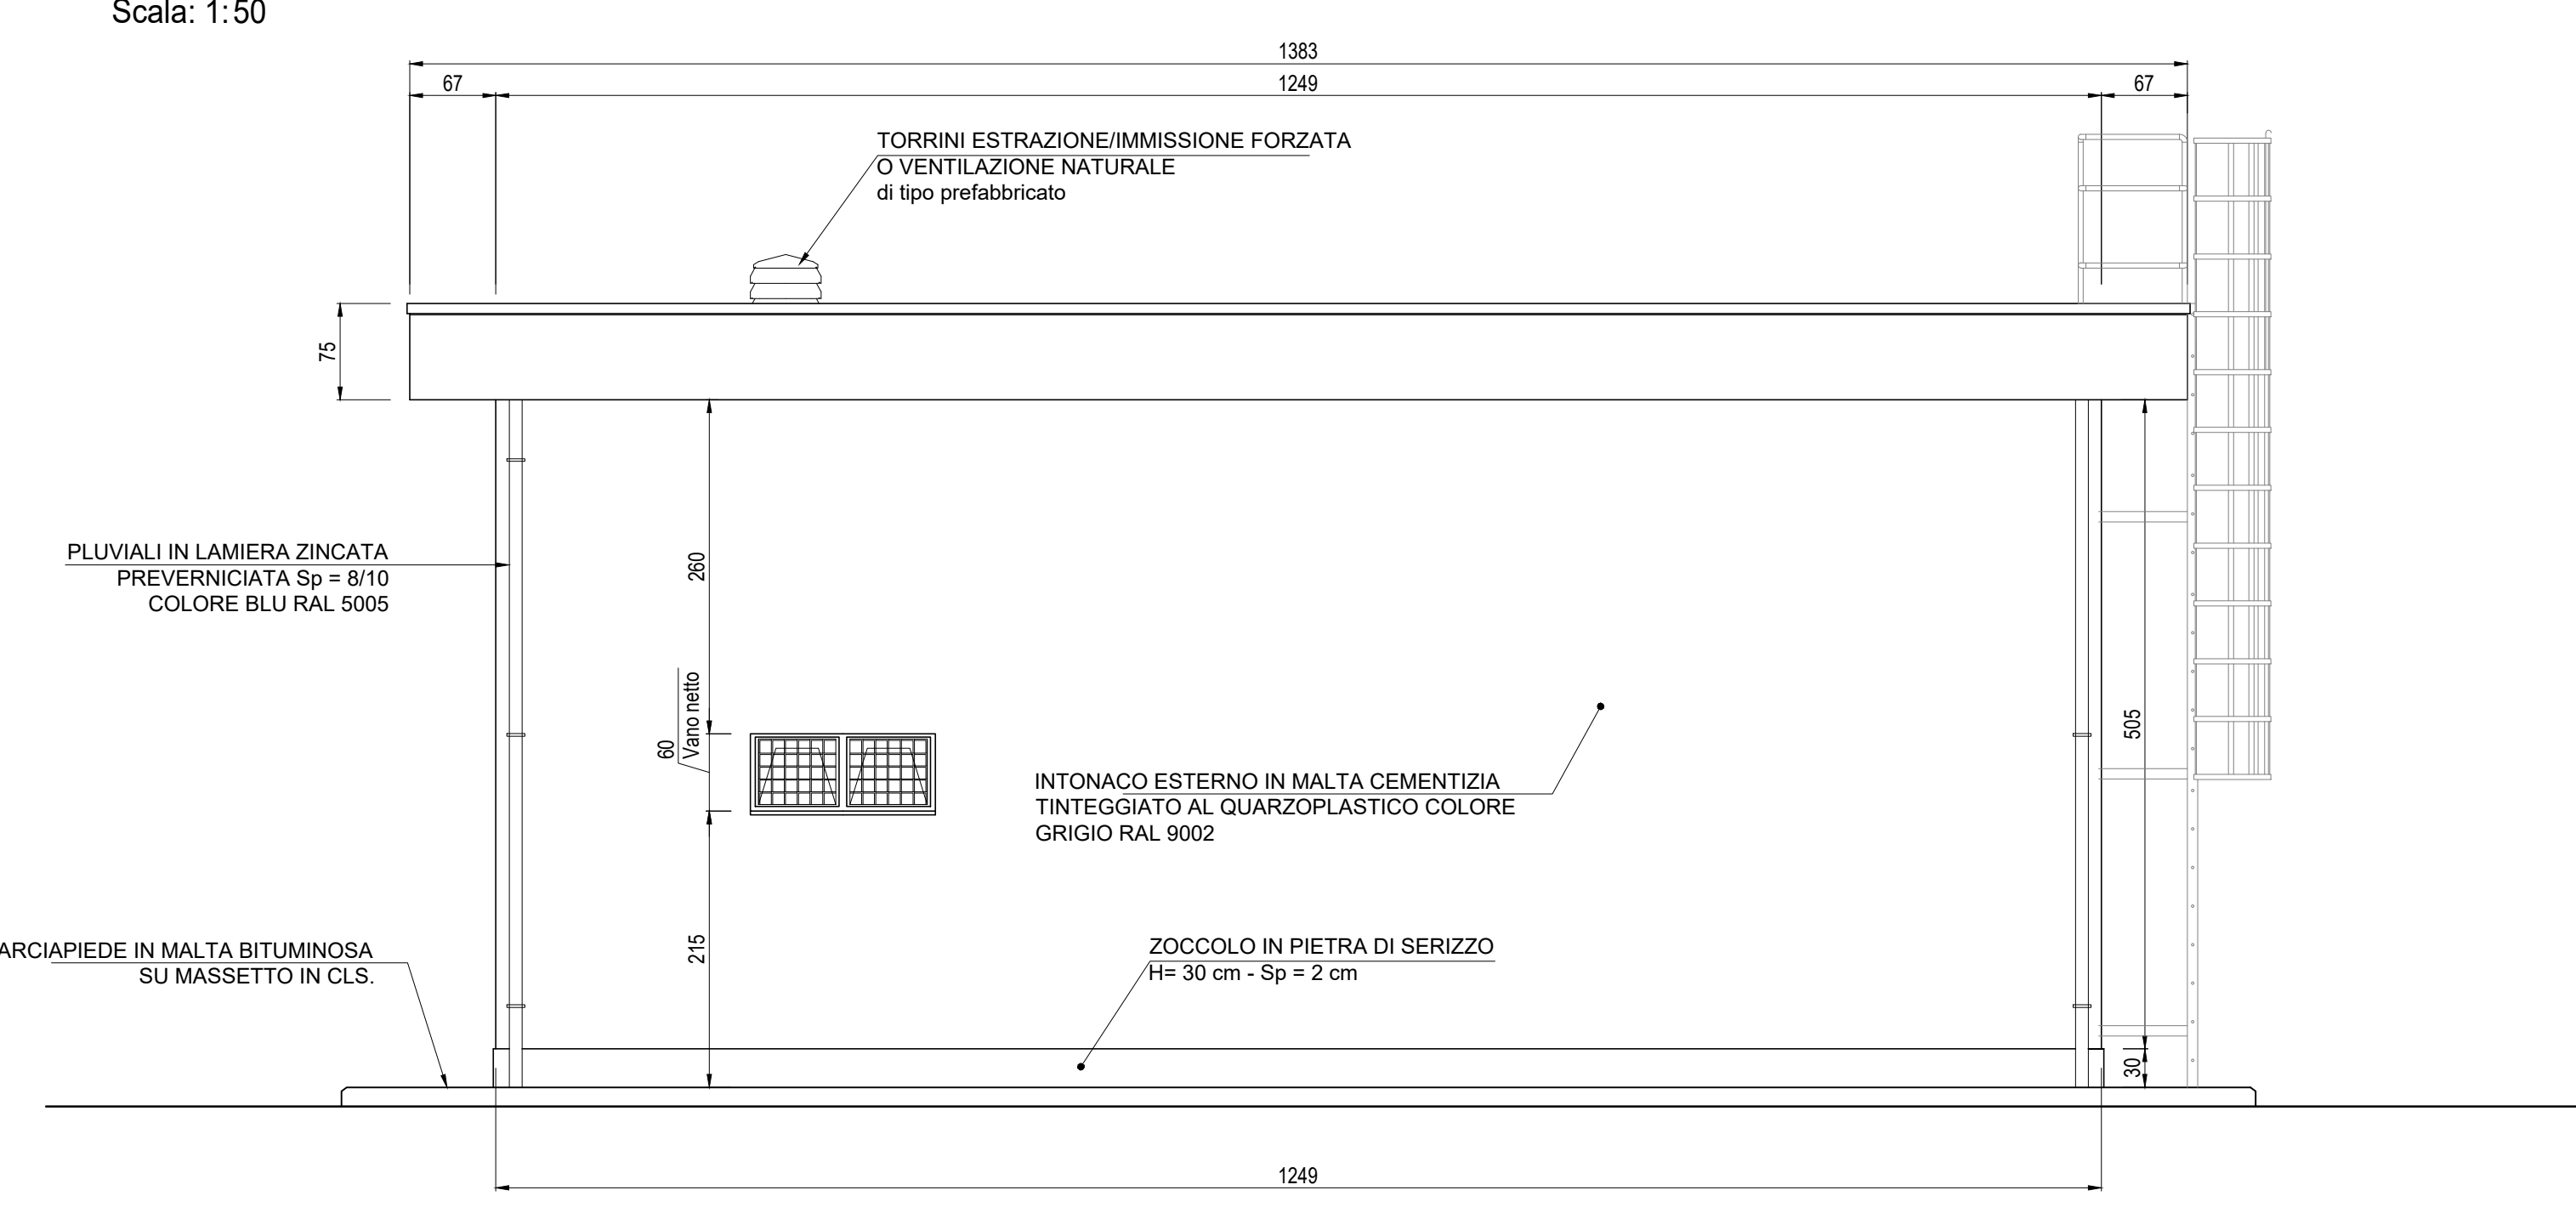 Scala: 1:50
1383
67
1249
67
TORRINI ESTRAZIONE/IMMISSIONE FORZATA
O VENTILAZIONE NATURALE
di tipo prefabbricato
75
PLUVIALI IN LAMIERA ZINCATA
PREVERNICIATA Sp = 8/10
COLORE BLU RAL 5005
260
60
Vano netto
505
INTONACO ESTERNO IN MALTA CEMENTIZIA
TINTEGGIATO AL QUARZOPLASTICO COLORE
GRIGIO RAL 9002
215
ARCIAPIEDE IN MALTA BITUMINOSA
SU MASSETTO IN CLS.
ZOCCOLO IN PIETRA DI SERIZZO
H= 30 cm - Sp = 2 cm
30
1249